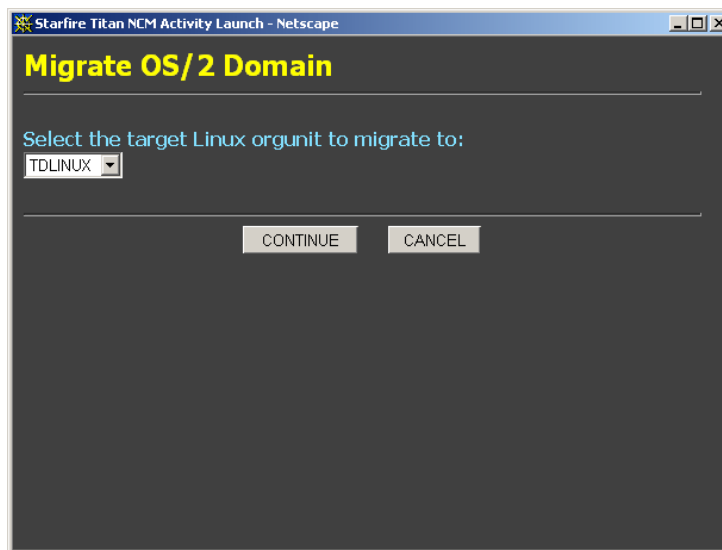 Starfire Titan NCM Activity Launch - Netscape
Migrate OS/2 Domain
Select the target Linux orgunit to migrate to:
TDLINUX
CONTINUE CANCEL